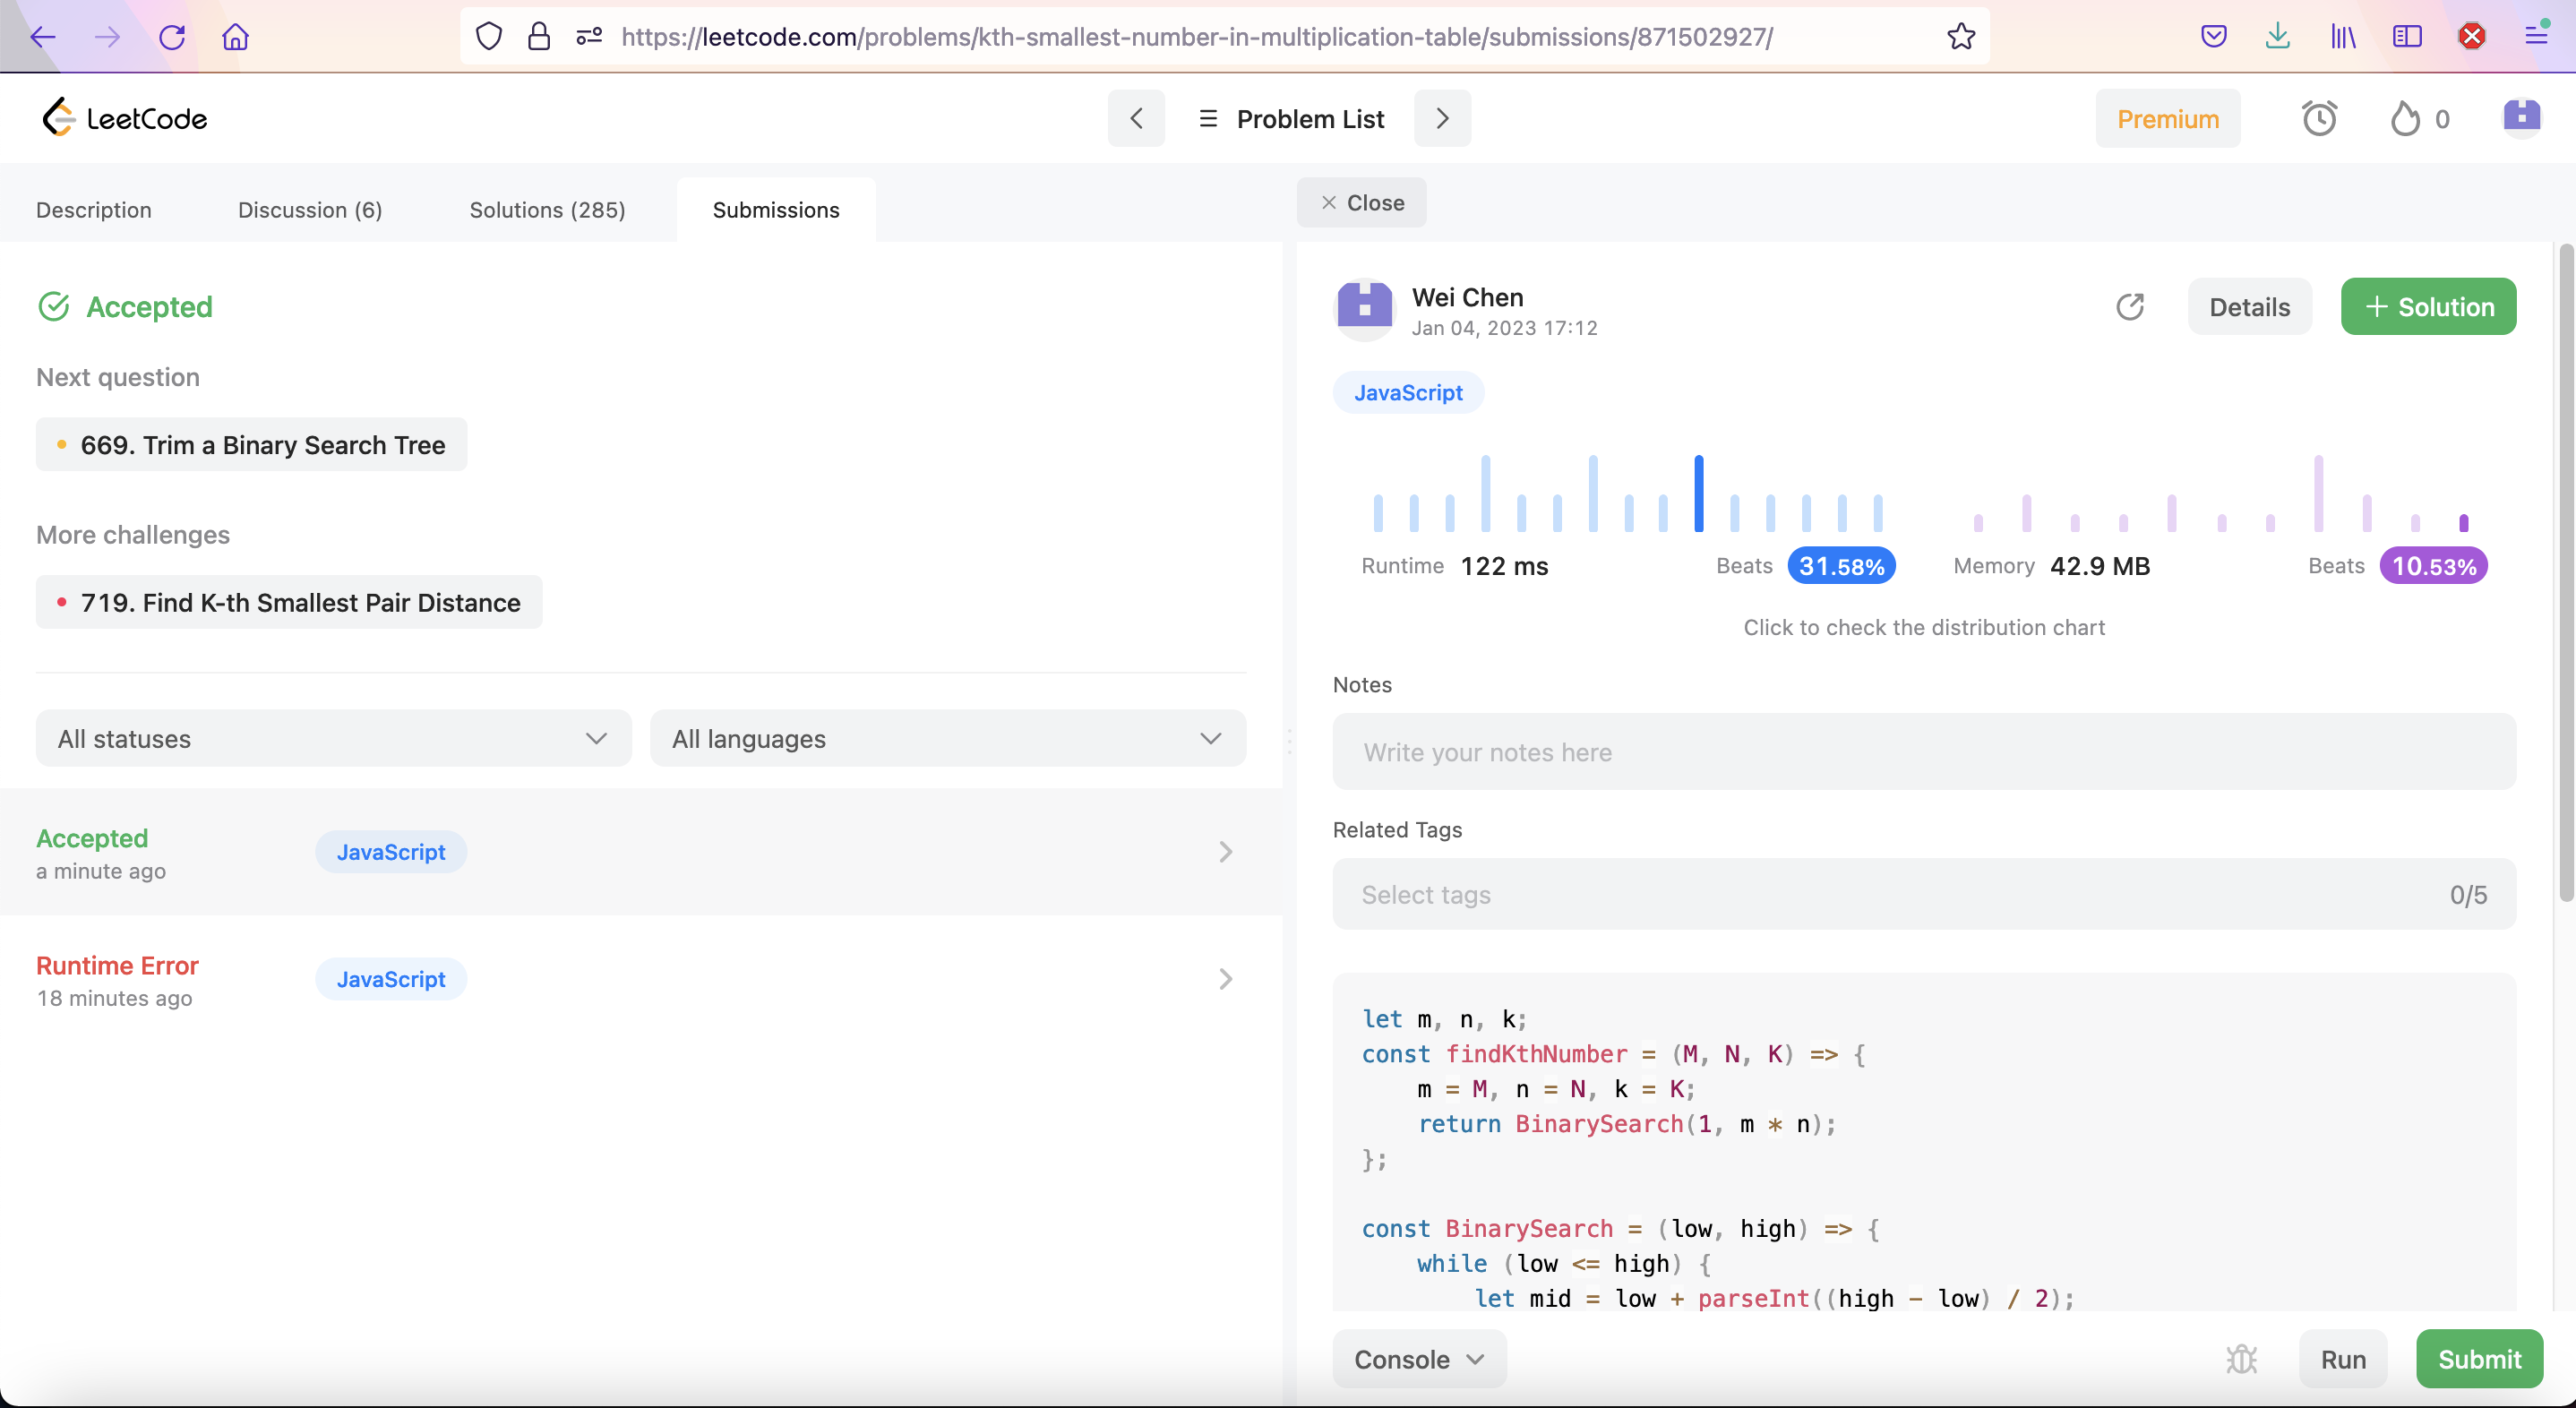 https://leetcode.com/problems/kth-smallest-number-in-multiplication-table/submissions/871502927/
LeetCode
Problem List
Premium
0
Description
Discussion (6)
Solutions (285)
Submissions
Accepted
Next question
669. Trim a Binary Search Tree
More challenges
719. Find K-th Smallest Pair Distance
All statuses
All languages
Accepted
a minute ago
JavaScript
Runtime Error
18 minutes ago
JavaScript
Close
Wei Chen
Jan 04, 2023 17:12
Details
+ Solution
JavaScript
Runtime 122 ms
Beats 31.58%
Memory 42.9 MB
Beats 10.53%
Click to check the distribution chart
Notes
Write your notes here
Related Tags
Select tags
0/5
let m, n, k;
const findKthNumber = (M, N, K) => {
    m = M, n = N, k = K;
    return BinarySearch(1, m * n);
};
const BinarySearch = (low, high) => {
    while (low <= high) {
        let mid = low + parseInt((high - low) / 2);
Console
Run
Submit